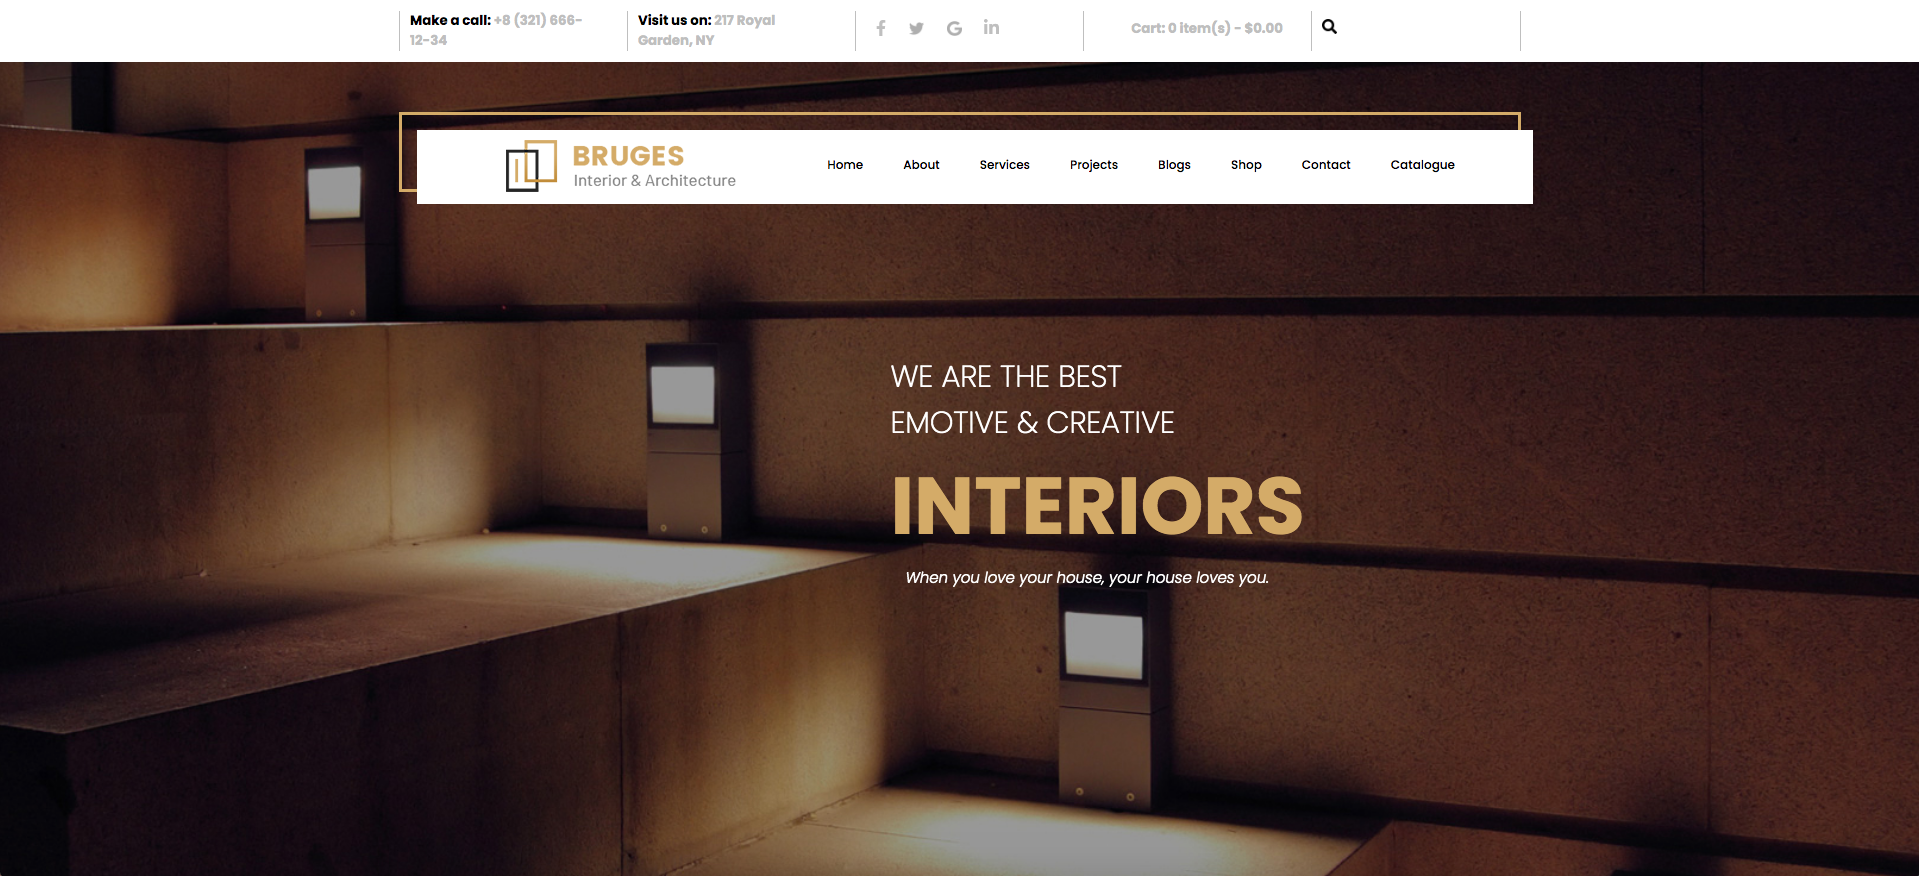 Make a call: +8 (321) 666-
12-34
Visit us on: 217 Royal
Garden, NY
Cart: 0 item(s) - $0.00
BRUGES
Interior & Architecture
Home About Services Projects Blogs Shop Contact Catalogue
WE ARE THE BEST
EMOTIVE & CREATIVE
INTERIORS
When you love your house, your house loves you.